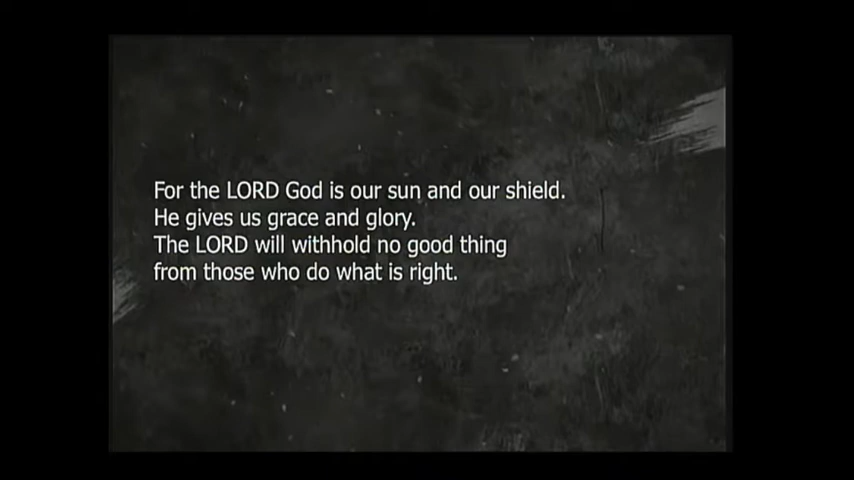 For the LORD God is our sun and our shield.
He gives us grace and glory.
The LORD will withhold no good thing
from those who do what is right.